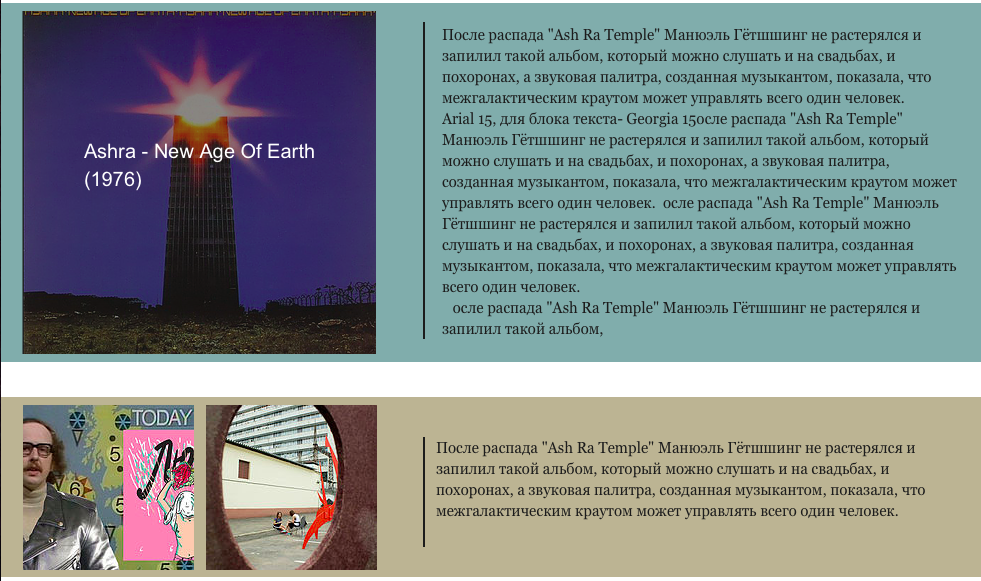 Ashra - New Age Of Earth
(1976)
После распада "Ash Ra Temple" Манюэль Гётшшинг не растерялся и
запилил такой альбом, который можно слушать и на свадьбах, и
похоронах, а звуковая палитра, созданная музыкантом, показала, что
межгалактическим краутом может управлять всего один человек.
Arial 15, для блока текста- Georgia 15осле распада "Ash Ra Temple"
Манюэль Гётшшинг не растерялся и запилил такой альбом, который
можно слушать и на свадьбах, и похоронах, а звуковая палитра,
созданная музыкантом, показала, что межгалактическим краутом может
управлять всего один человек.  осле распада "Ash Ra Temple" Манюэль
Гётшшинг не растерялся и запилил такой альбом, который можно
слушать и на свадьбах, и похоронах, а звуковая палитра, созданная
музыкантом, показала, что межгалактическим краутом может управлять
всего один человек.
осле распада "Ash Ra Temple" Манюэль Гётшшинг не растерялся и
запилил такой альбом,
TODAY
5
6
5
5
После распада "Ash Ra Temple" Манюэль Гётшшинг не растерялся и
запилил такой альбом, который можно слушать и на свадьбах, и
похоронах, а звуковая палитра, созданная музыкантом, показала, что
межгалактическим краутом может управлять всего один человек.